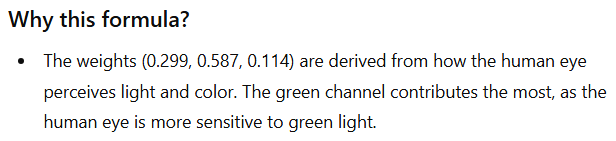 Why this formula?
• The weights (0.299, 0.587, 0.114) are derived from how the human eye
perceives light and color. The green channel contributes the most, as the
human eye is more sensitive to green light.